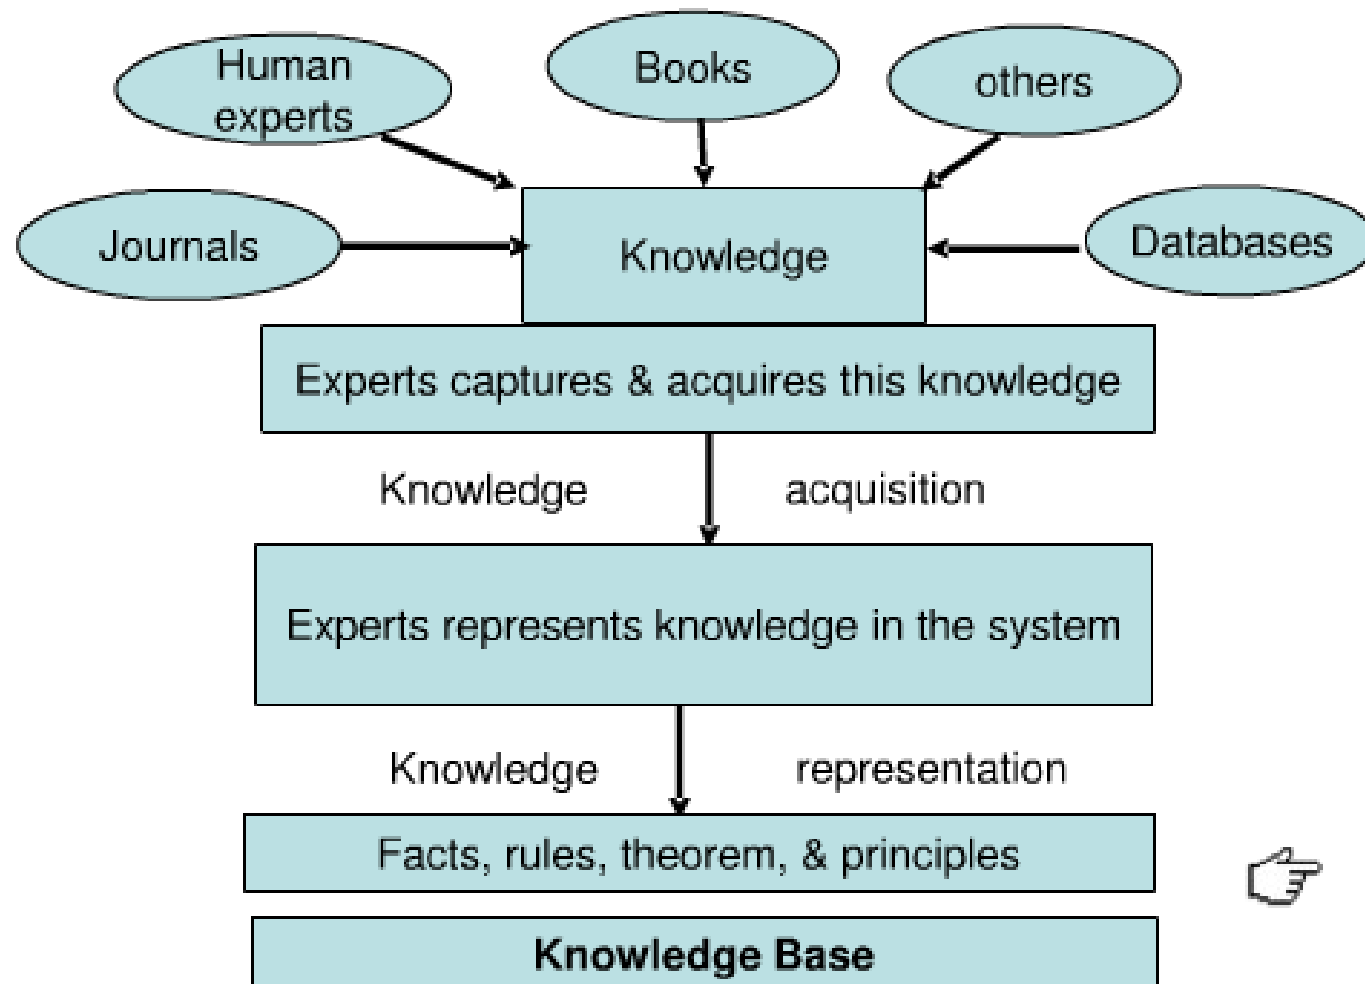 Human
experts
Books
others
Journals
Knowledge
Databases
Experts captures & acquires this knowledge
Knowledge acquisition
Experts represents knowledge in the system
Knowledge representation
Facts, rules, theorem, & principles
Knowledge Base